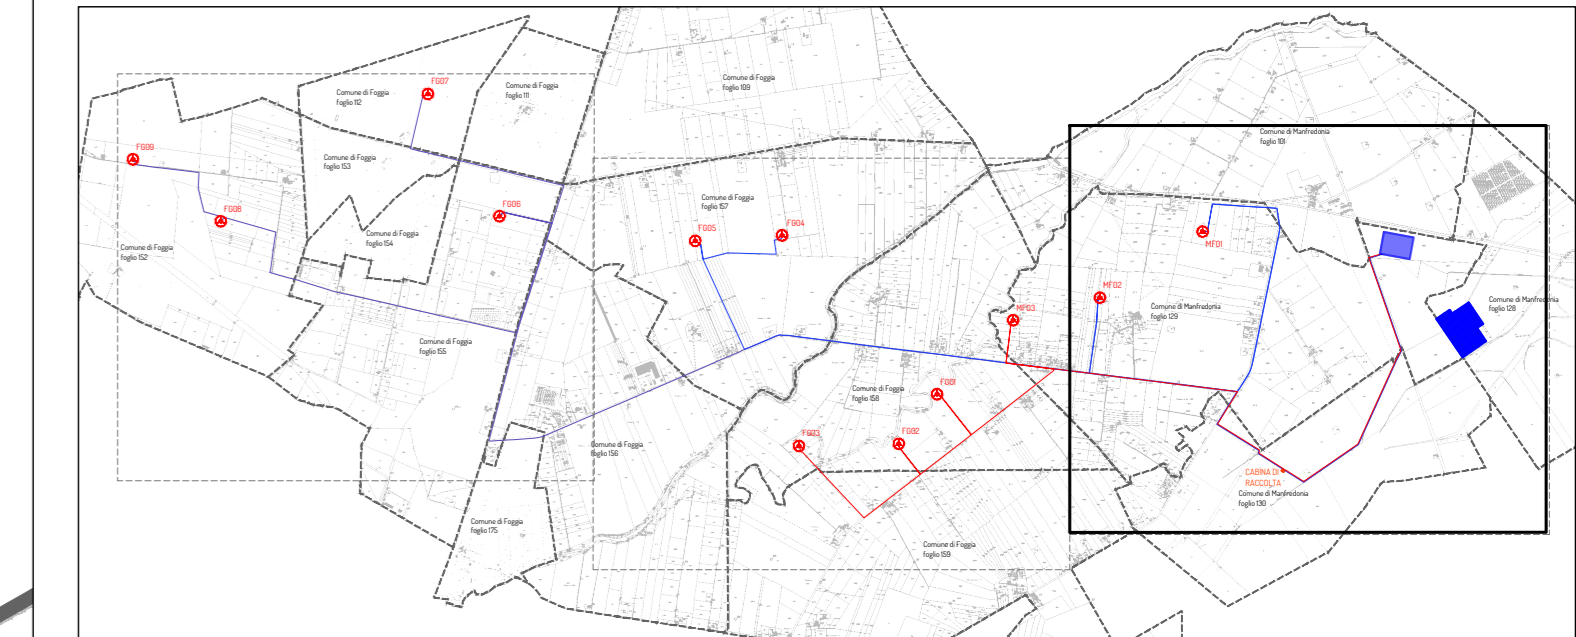 FG07
Comune di Foggia
foglio 112
Comune di Foggia
foglio 111
Comune di Foggia
foglio 109
Comune di Manfredonia
foglio 101
FG09
Comune di Foggia
foglio 153
FG08
FG06
Comune di Foggia
foglio 157
FG05
FG04
MF01
Comune di Foggia
foglio 152
Comune di Foggia
foglio 154
MF02
MF03
Comune di Manfredonia
foglio 129
Comune di Manfredonia
foglio 128
Comune di Foggia
foglio 155
Comune di Foggia
foglio 158
FG01
FG03
FG02
Comune di Foggia
foglio 156
CABINA DI
RACCOLTA
Comune di Manfredonia
foglio 130
Comune di Foggia
foglio 175
Comune di Foggia
foglio 159